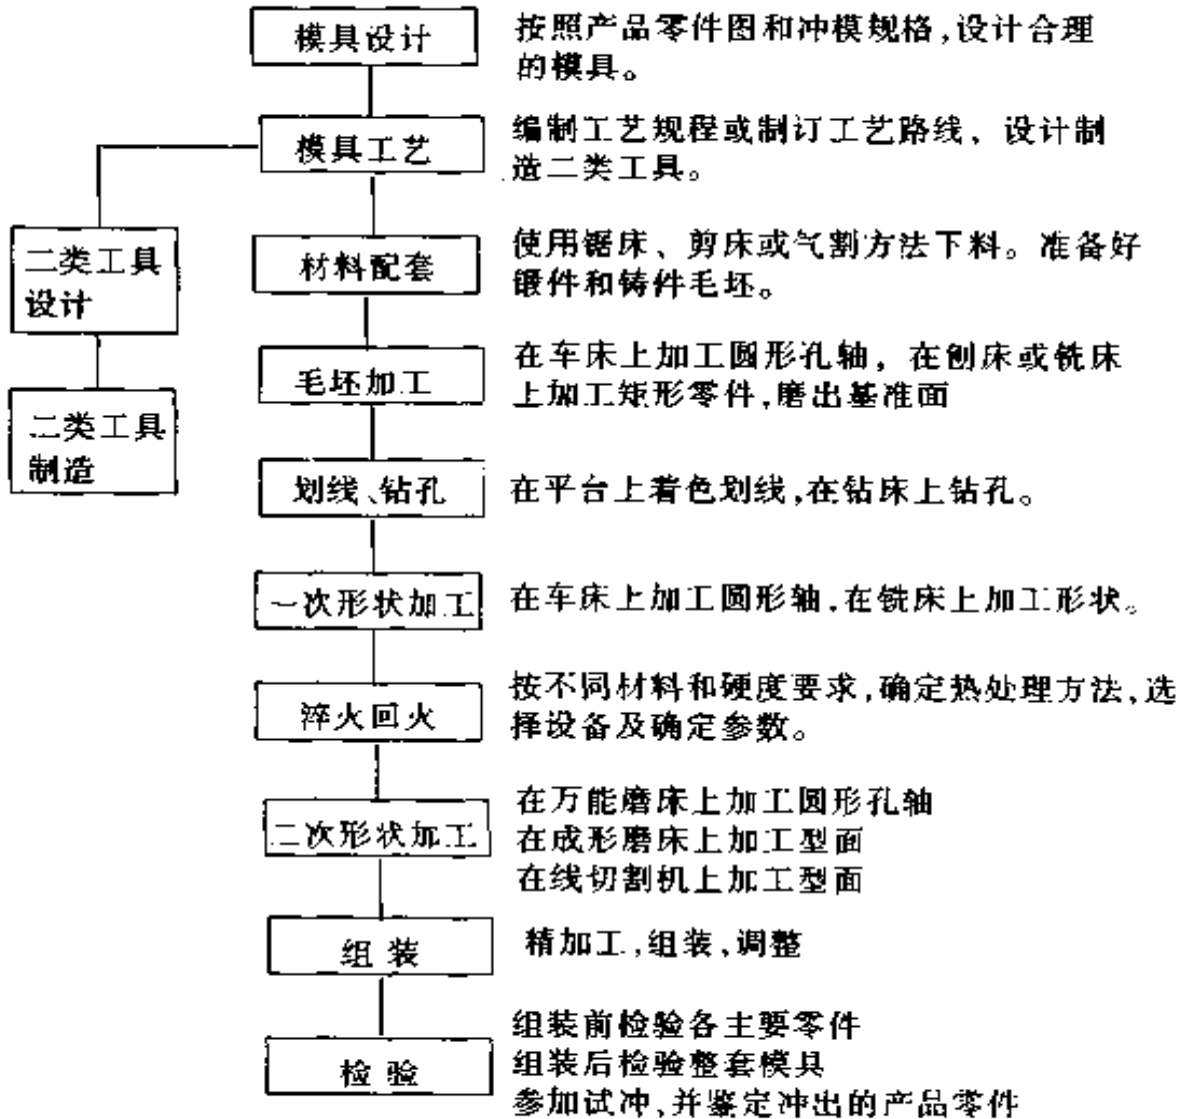 模具设计
按照产品零件图和冲模规格,设计合理
的模具。
模具工艺
编制工艺规程或制订工艺路线，设计制
造二类工具。
二类工具
设计
材料配套
使用锯床、剪床或气割方法下料。准备好
锻件和铸件毛坯。
毛坯加工
在车床上加工圆形孔轴，在刨床或铣床
上加工矩形零件,磨出基准面
二类工具
制造
划线、钻孔
在平台上着色划线,在钻床上钻孔。
一次形状加工
在车床上加工圆形轴,在铣床上加工形状。
淬火回火
按不同材料和硬度要求,确定热处理方法,选
择设备及确定参数。
二次形状加工
在万能磨床上加工圆形孔轴
在成形磨床上加工型面
在线切割机上加工型面
组装
精加工,组装、调整
检验
组装前检验各主要零件
组装后检验整套模具
参加试冲,并鉴定冲出的产品零件